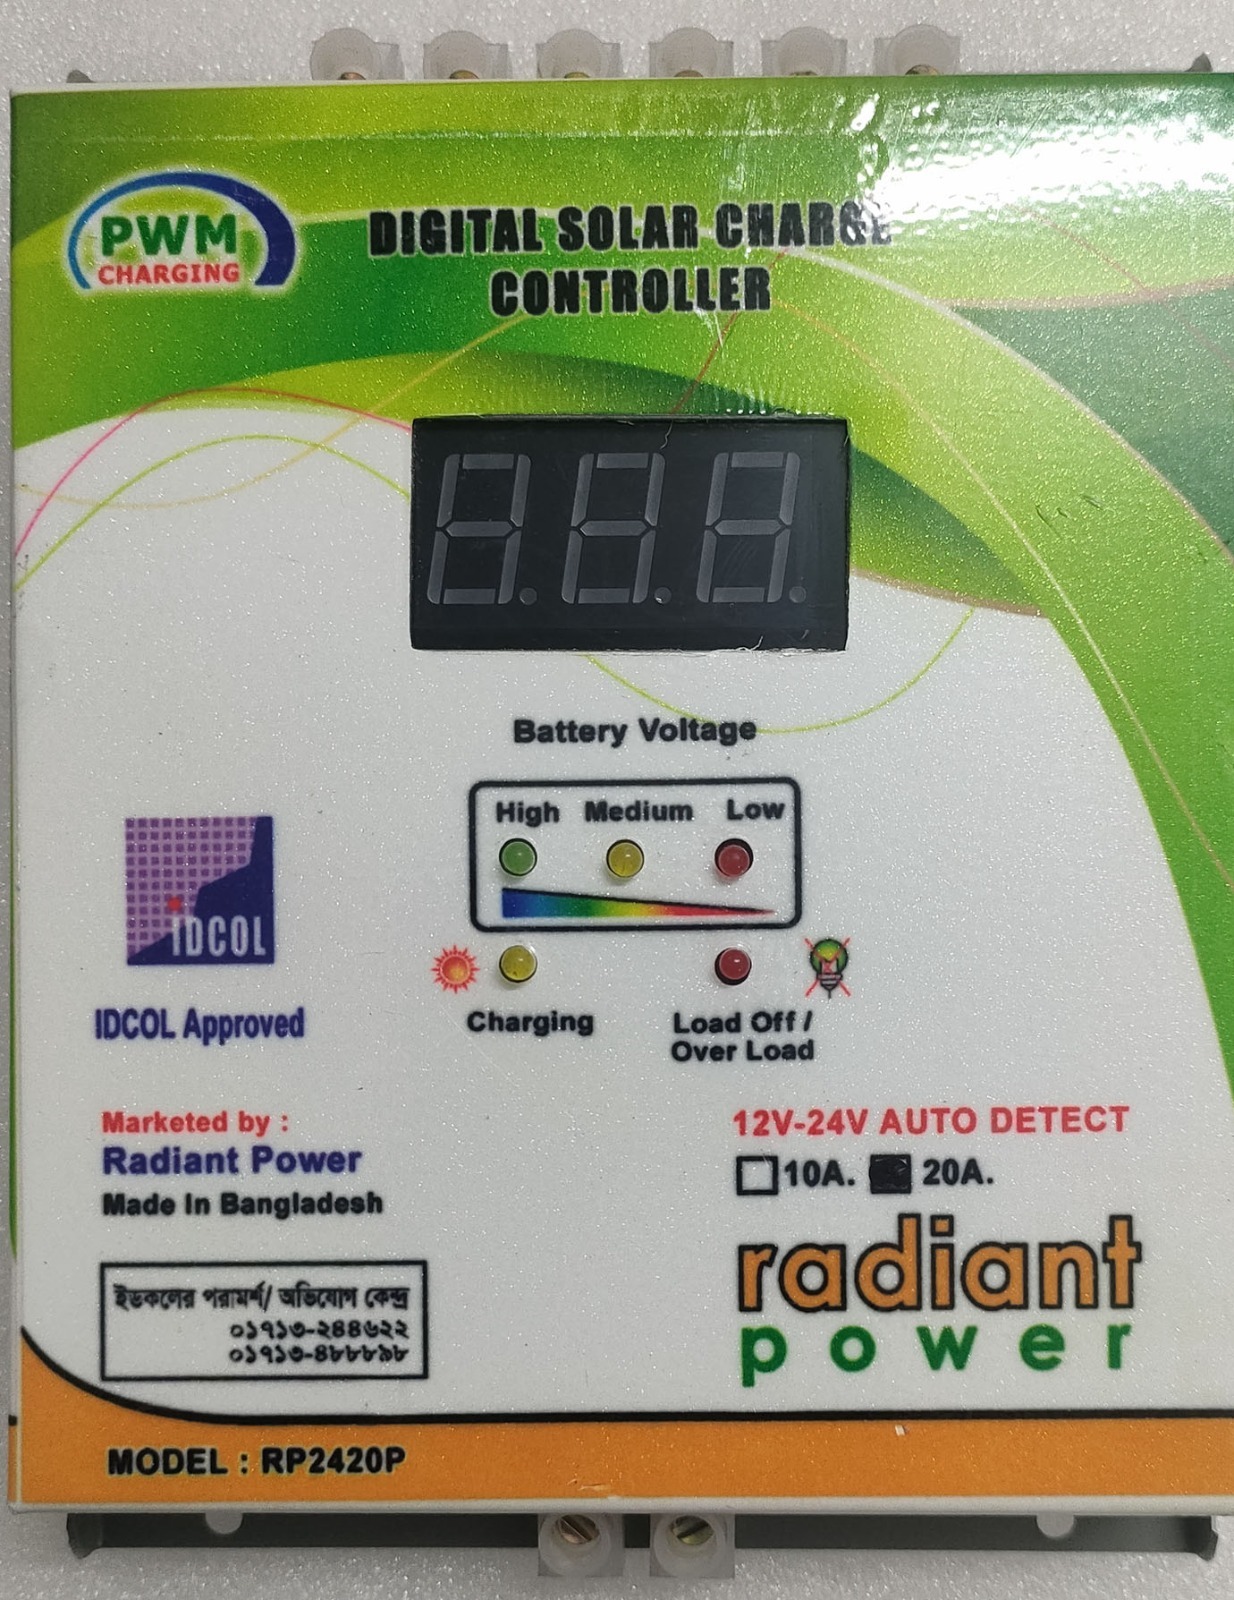 PWM
CHARGING
DIGITAL SOLAR CHARGE
CONTROLLER
Battery Voltage
High Medium Low
iDCOL
IDCOL Approved
Charging
Load Off /
Over Load
Marketed by :
Radiant Power
Made In Bangladesh
12V-24V AUTO DETECT
10A. 20A.
radiant
power
ইডকলের পরামর্শ/ অভিযোগ কেন্দ্র
০১৭১৩-২৪৪৬২২
০১৭১৩-৪৮৮৮৯৮
MODEL : RP2420P